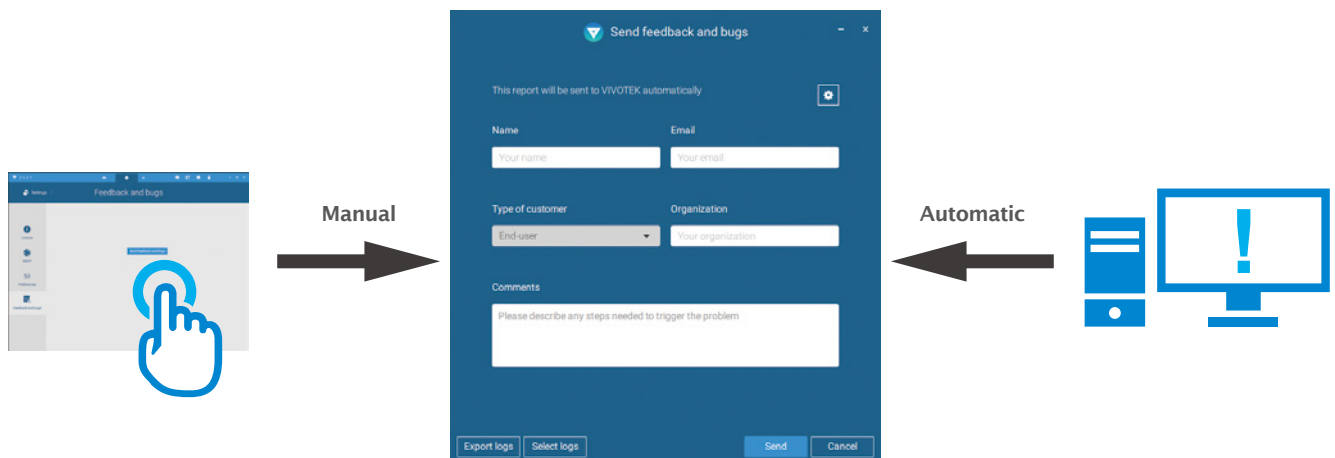 Send feedback and bugs
This report will be sent to VIVOTEK automatically
Name Email
Your name Your email
Type of customer Organization
End-user Your organization
Comments
Please describe any steps needed to trigger the problem
Export logs Select logs Send Cancel
Settings Feedback and bugs
Manual
Automatic